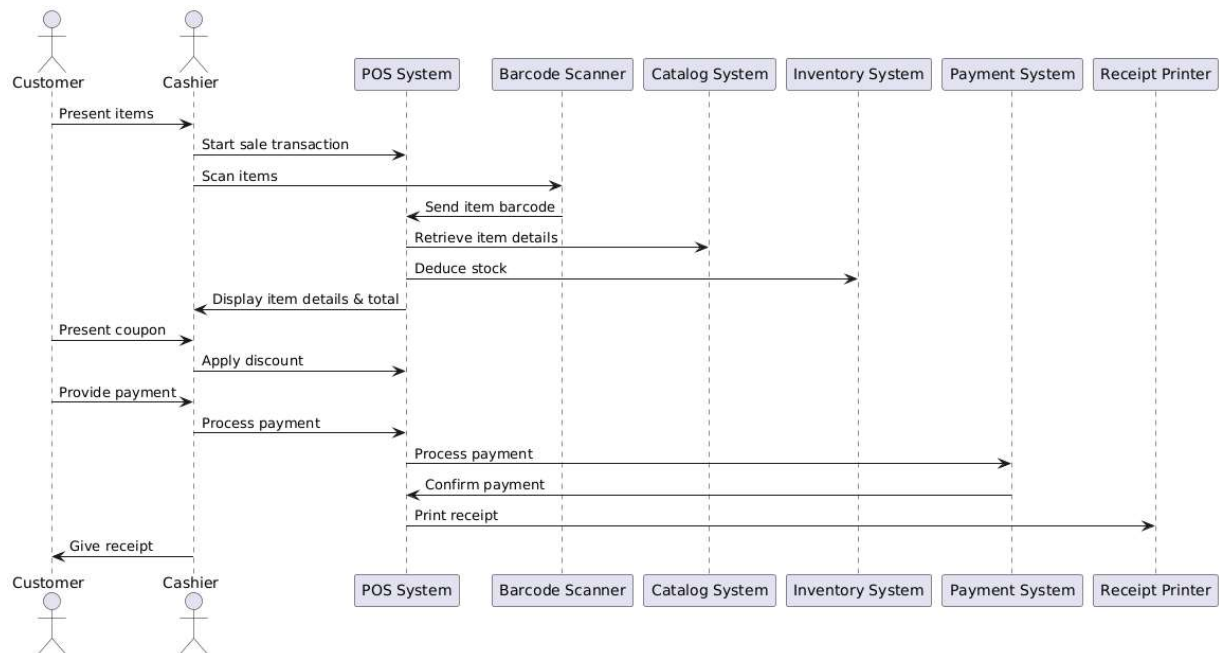 Customer
Cashier
POS System
Barcode Scanner
Catalog System
Inventory System
Payment System
Receipt Printer
Present items
Start sale transaction
Scan items
Send item barcode
Retrieve item details
Deduce stock
Display item details & total
Present coupon
Apply discount
Provide payment
Process payment
Process payment
Confirm payment
Print receipt
Give receipt
Customer
Cashier
POS System
Barcode Scanner
Catalog System
Inventory System
Payment System
Receipt Printer